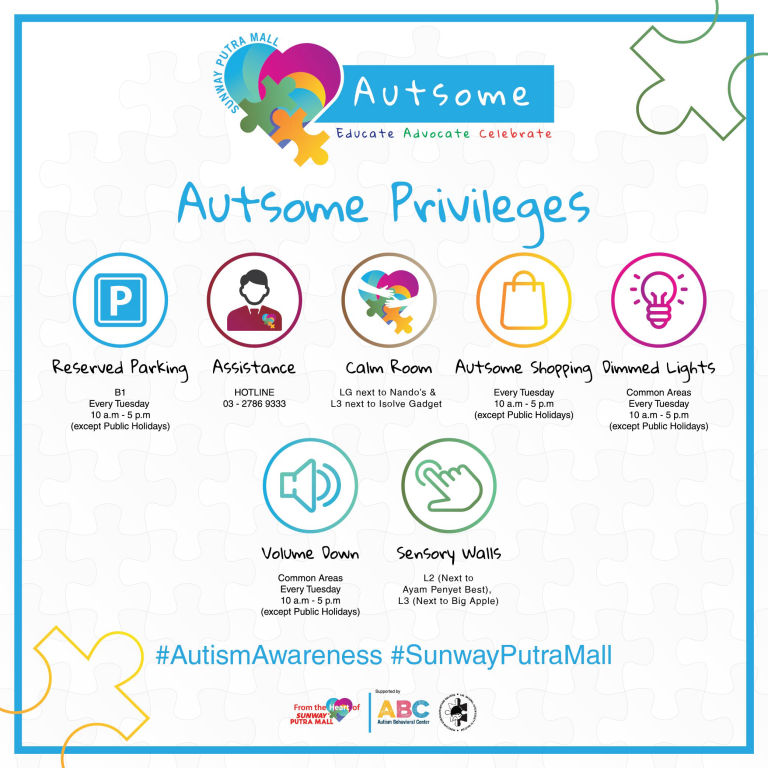 SUNWAY PUTRA MALL
Autsome
Educate Advocate Celebrate
Autsome Privileges
P
Reserved Parking
B1
Every Tuesday
10 a.m - 5 p.m
(except Public Holidays)
Assistance
HOTLINE
03 - 2786 9333
Calm Room
LG next to Nando's &
L3 next to Isolve Gadget
Autsome Shopping
Every Tuesday
10 a.m - 5 p.m
(except Public Holidays)
Dimmed Lights
Common Areas
Every Tuesday
10 a.m - 5 p.m
(except Public Holidays)
Volume Down
Common Areas
Every Tuesday
10 a.m - 5 p.m
(except Public Holidays)
Sensory Walls
L2 (Next to
Ayam Penyet Best),
L3 (Next to Big Apple)
#AutismAwareness #SunwayPutraMall
From the Heart of
SUNWAY
PUTRA MALL
Supported by
ABC
Autism Behavioral Center